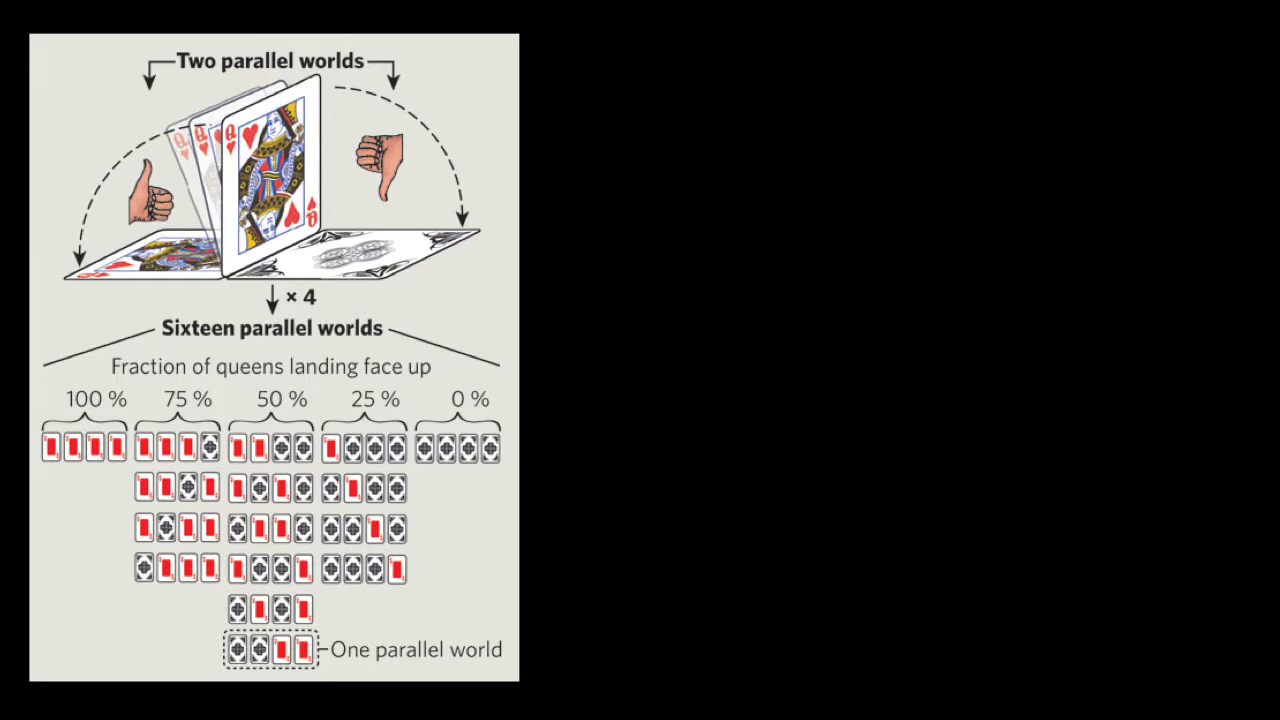 Two parallel worlds
Q
Q
Q
Q
× 4
Sixteen parallel worlds
Fraction of queens landing face up
100 % 75 % 50 % 25 % 0 %
One parallel world